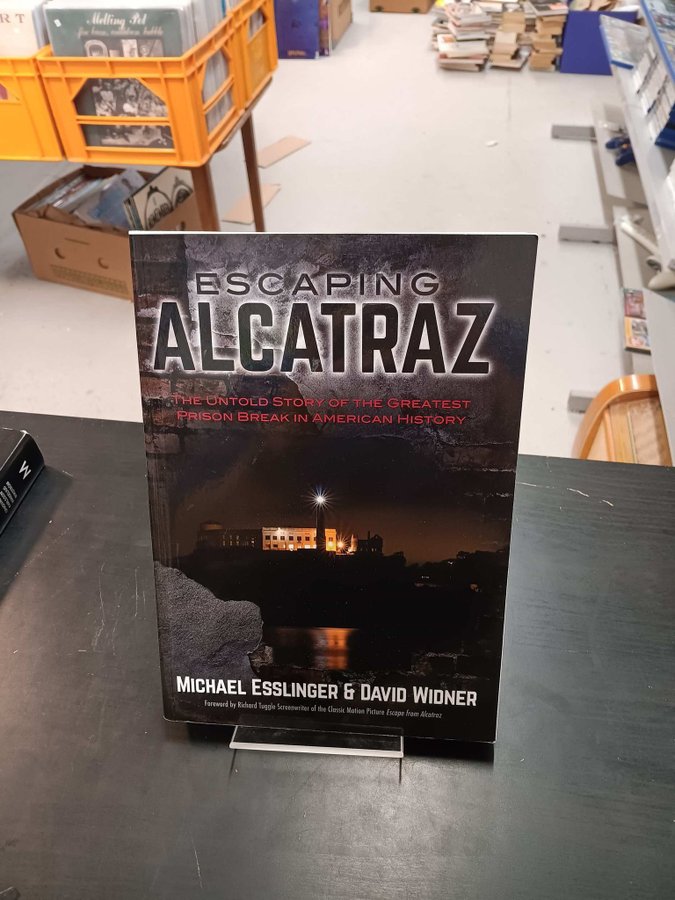 Melting Pot
ESCAPING
ALCATRAZ
THE UNTOLD STORY OF THE GREATEST
PRISON BREAK IN AMERICAN HISTORY
MICHAEL ESSLINGER & DAVID WIDNER
Foreword by Richard Tuggle Screenwriter of the Classic Motion Picture Escape from Alcatraz
M